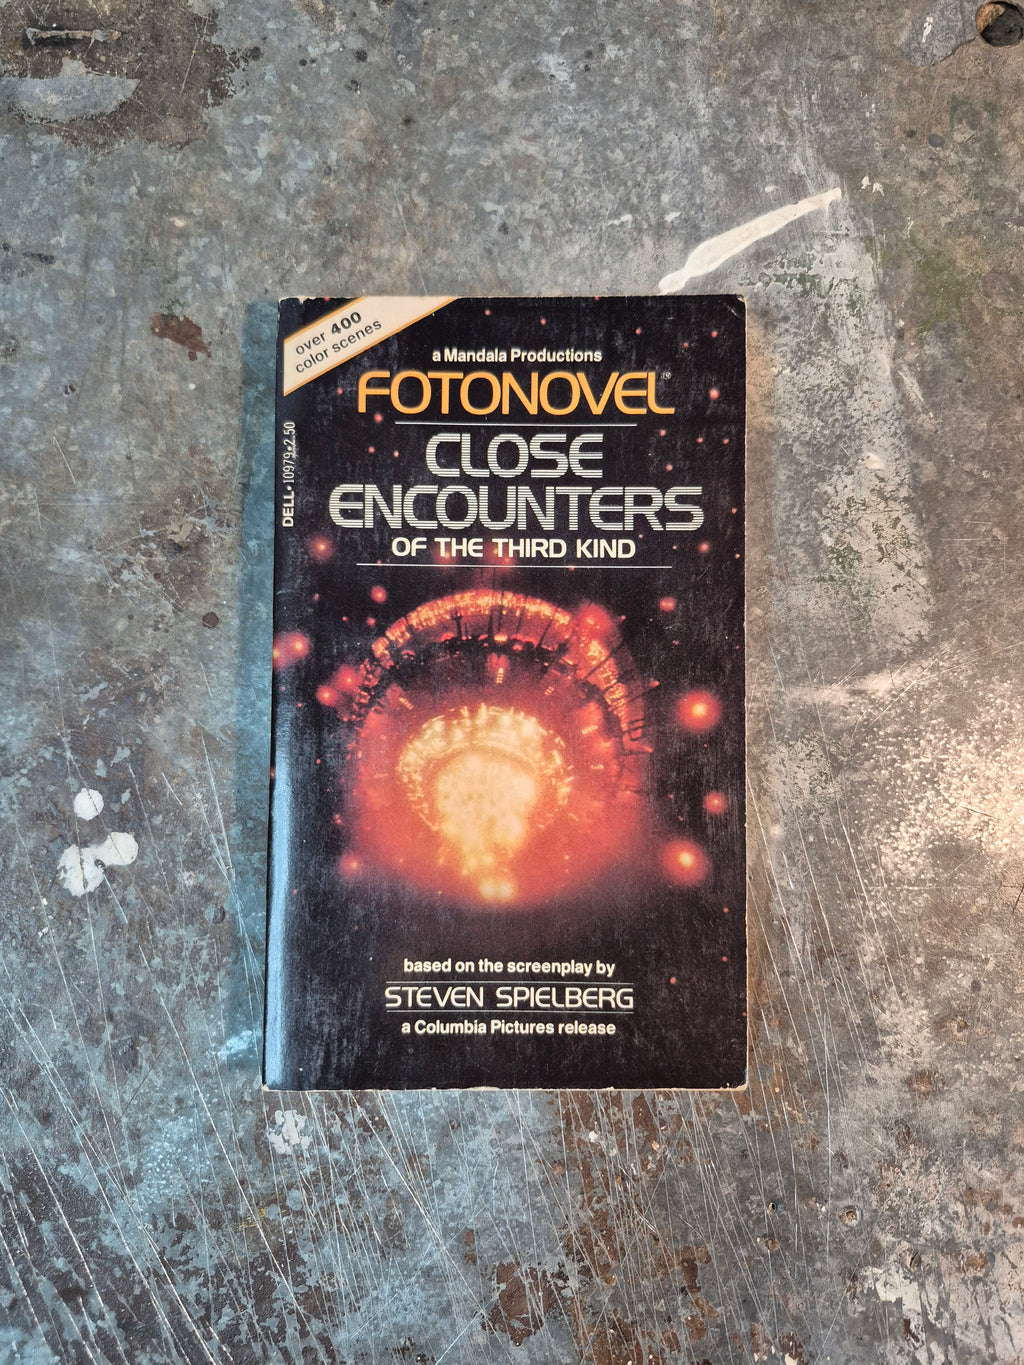 over 400
color scenes
a Mandala Productions
FOTONOVEL™
CLOSE
ENCOUNTERS
OF THE THIRD KIND
DELL • 10979 • 2.50
based on the screenplay by
STEVEN SPIELBERG
a Columbia Pictures release